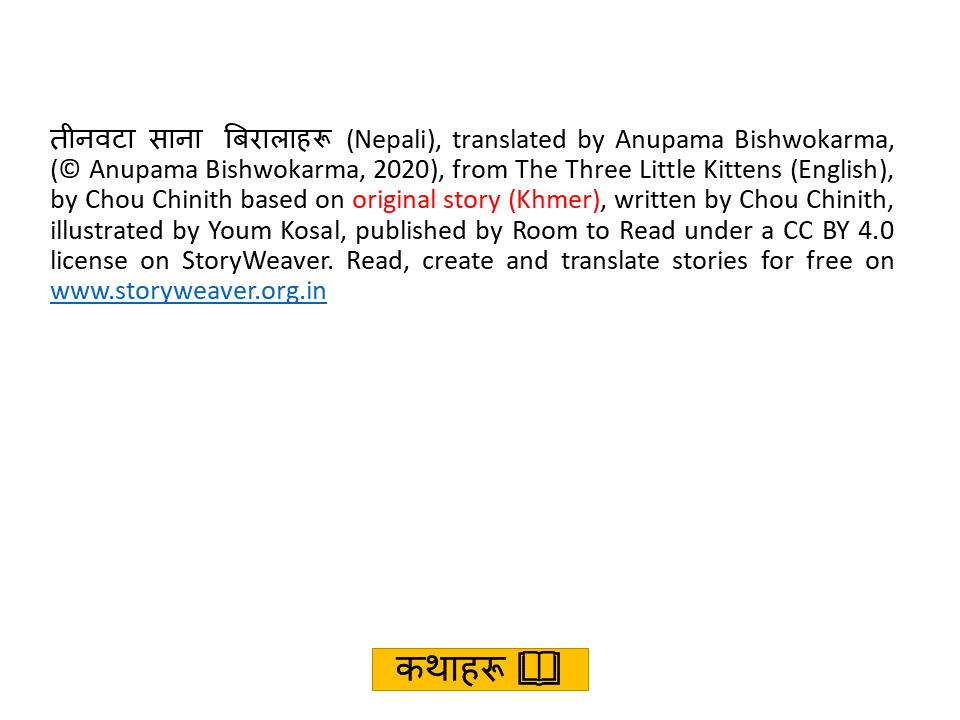 तीनवटा साना बिरालाहरू (Nepali), translated by Anupama Bishwokarma,
(© Anupama Bishwokarma, 2020), from The Three Little Kittens (English),
by Chou Chinith based on original story (Khmer), written by Chou Chinith,
illustrated by Youm Kosal, published by Room to Read under a CC BY 4.0
license on StoryWeaver. Read, create and translate stories for free on
www.storyweaver.org.in
कथाहरू